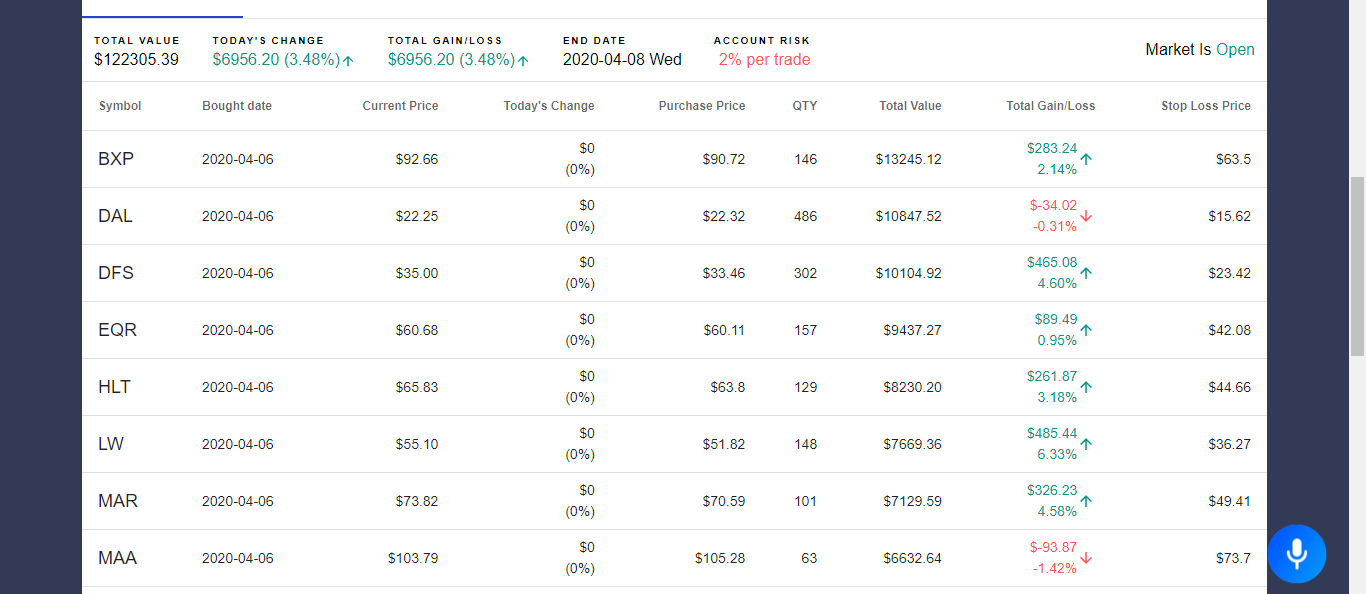 TOTAL VALUE TODAY'S CHANGE TOTAL GAIN/LOSS END DATE ACCOUNT RISK
$122305.39 $6956.20 (3.48%) $6956.20 (3.48%) 2020-04-08 Wed 2% per trade
Market Is Open
Symbol Bought date Current Price Today's Change Purchase Price QTY Total Value Total Gain/Loss Stop Loss Price
BXP 2020-04-06 $92.66 $0 (0%) $90.72 146 $13245.12 $283.24 2.14% $63.5
DAL 2020-04-06 $22.25 $0 (0%) $22.32 486 $10847.52 $-34.02 -0.31% $15.62
DFS 2020-04-06 $35.00 $0 (0%) $33.46 302 $10104.92 $465.08 4.60% $23.42
EQR 2020-04-06 $60.68 $0 (0%) $60.11 157 $9437.27 $89.49 0.95% $42.08
HLT 2020-04-06 $65.83 $0 (0%) $63.8 129 $8230.20 $261.87 3.18% $44.66
LW 2020-04-06 $55.10 $0 (0%) $51.82 148 $7669.36 $485.44 6.33% $36.27
MAR 2020-04-06 $73.82 $0 (0%) $70.59 101 $7129.59 $326.23 4.58% $49.41
MAA 2020-04-06 $103.79 $0 (0%) $105.28 63 $6632.64 $-93.87 -1.42% $73.7